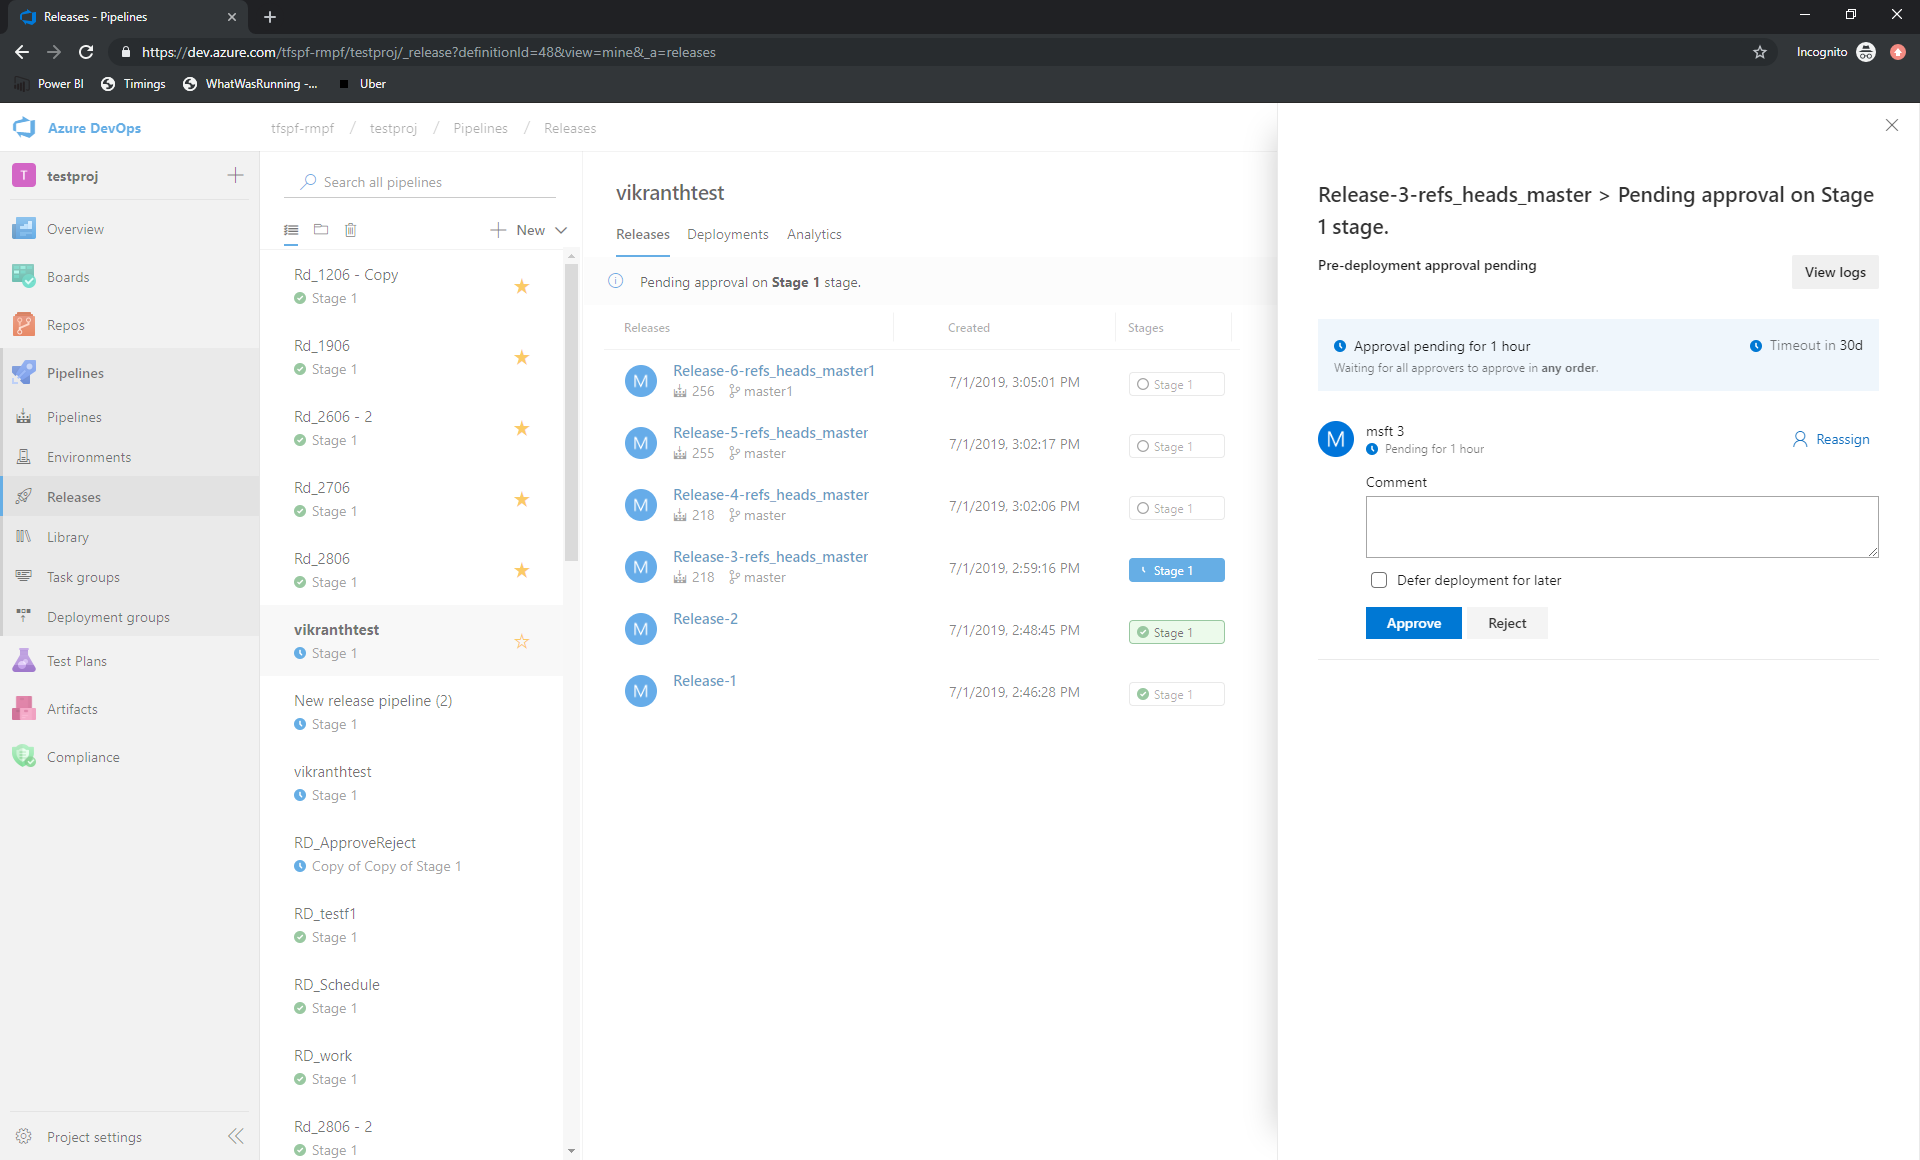 Releases - Pipelines
https://dev.azure.com/tfspf-rmpf/testproj/_release?definitionId=48&view=mine&_a=releases
Incognito
Power BI
Timings
WhatWasRunning -...
Uber
Azure DevOps
tfspf-rmpf / testproj / Pipelines / Releases
T testproj
Overview
Boards
Repos
Pipelines
Pipelines
Environments
Releases
Library
Task groups
Deployment groups
Test Plans
Artifacts
Compliance
Project settings
Search all pipelines
New
Rd_1206 - Copy
Stage 1
Rd_1906
Stage 1
Rd_2606 - 2
Stage 1
Rd_2706
Stage 1
Rd_2806
Stage 1
vikranthtest
Stage 1
New release pipeline (2)
Stage 1
vikranthtest
Stage 1
RD_ApproveReject
Copy of Copy of Stage 1
RD_testf1
Stage 1
RD_Schedule
Stage 1
RD_work
Stage 1
Rd_2806 - 2
Stage 1
vikranthtest
Releases Deployments Analytics
Pending approval on Stage 1 stage.
Releases Created Stages
M Release-6-refs_heads_master1 7/1/2019, 3:05:01 PM Stage 1
256 master1
M Release-5-refs_heads_master 7/1/2019, 3:02:17 PM Stage 1
255 master
M Release-4-refs_heads_master 7/1/2019, 3:02:06 PM Stage 1
218 master
M Release-3-refs_heads_master 7/1/2019, 2:59:16 PM Stage 1
218 master
M Release-2 7/1/2019, 2:48:45 PM Stage 1
M Release-1 7/1/2019, 2:46:28 PM Stage 1
Release-3-refs_heads_master > Pending approval on Stage
1 stage.
Pre-deployment approval pending
View logs
Approval pending for 1 hour
Timeout in 30d
Waiting for all approvers to approve in any order.
M msft 3
Pending for 1 hour
Reassign
Comment
Defer deployment for later
Approve Reject